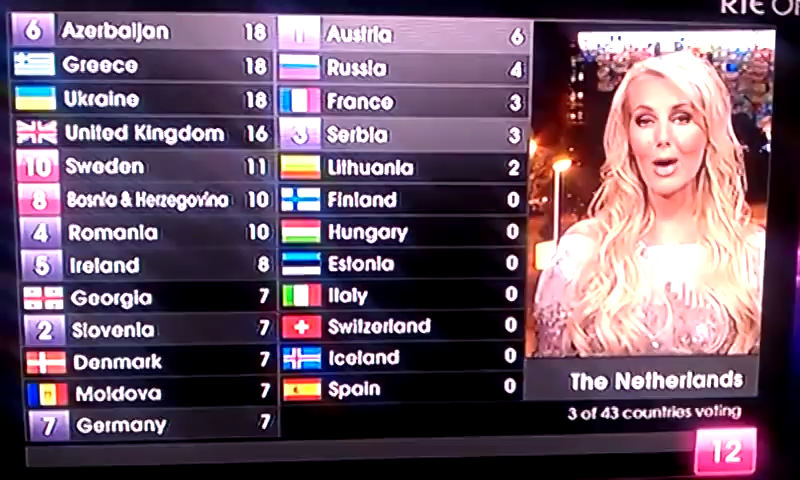 RTÉ O
6 Azerbaijan 18
Greece 18
Ukraine 18
United Kingdom 16
10 Sweden 11
8 Bosnia & Herzegovina 10
4 Romania 10
5 Ireland 8
Georgia 7
2 Slovenia 7
Denmark 7
Moldova 7
7 Germany 7
1 Austria 6
Russia 4
France 3
3 Serbia 3
Lithuania 2
Finland 0
Hungary 0
Estonia 0
Italy 0
Switzerland 0
Iceland 0
Spain 0
The Netherlands
3 of 43 countries voting
12